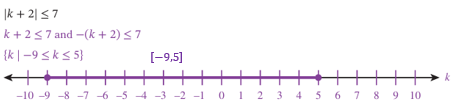 |k + 2| ≤ 7
k + 2 ≤ 7 and −(k + 2) ≤ 7
{k | −9 ≤ k ≤ 5}
[−9,5]
k
−10 −9 −8 −7 −6 −5 −4 −3 −2 −1 0 1 2 3 4 5 6 7 8 9 10